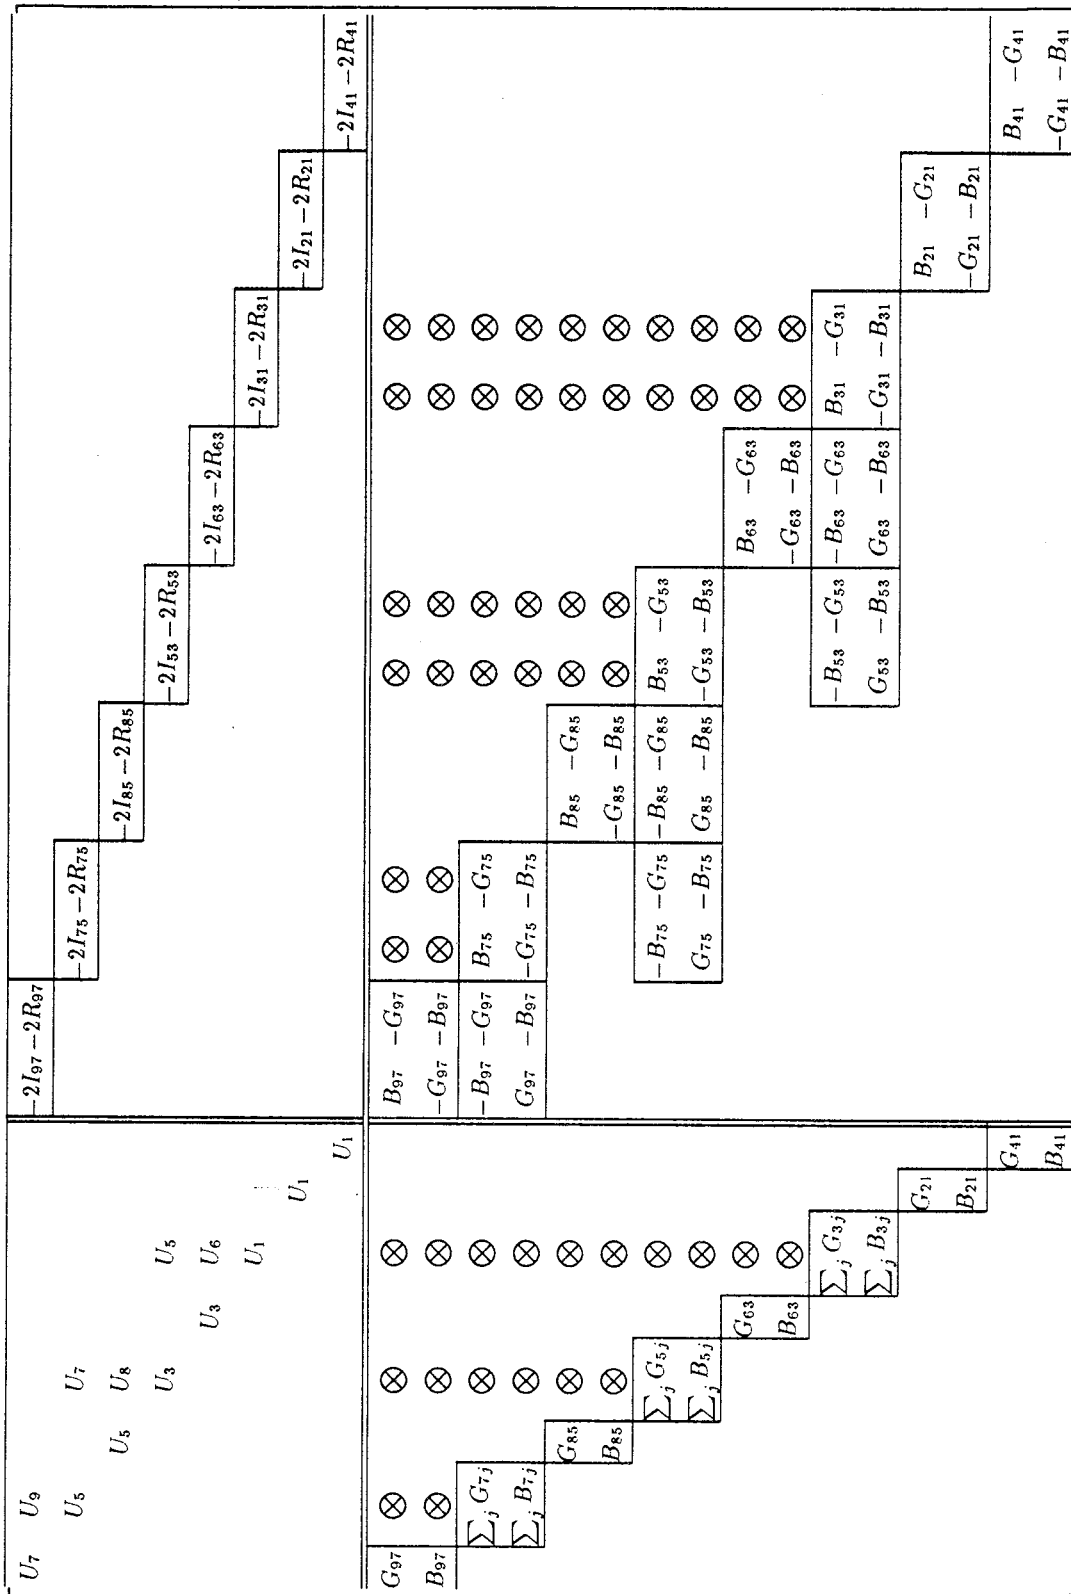 U₇ U₉ −2I₉₇ −2R₉₇
U₅ U₇ −2I₇₅ −2R₇₅
U₅ U₈ −2I₈₅ −2R₈₅
U₃ U₅ −2I₅₃ −2R₅₃
U₃ U₆ −2I₆₃ −2R₆₃
U₁ −2I₃₁ −2R₃₁
U₁ −2I₂₁ −2R₂₁
U₁ −2I₄₁ −2R₄₁
G₉₇ ⊗ ⊗ ⊗ B₉₇ −G₉₇ ⊗ ⊗ ⊗ ⊗ ⊗ ⊗
B₉₇ ⊗ ⊗ ⊗ −G₉₇ −B₉₇ ⊗ ⊗ ⊗ ⊗ ⊗ ⊗
∑ⱼ G₇ⱼ ⊗ ⊗ −B₉₇ −G₉₇ B₇₅ −G₇₅ ⊗ ⊗ ⊗ ⊗
∑ⱼ B₇ⱼ ⊗ ⊗ G₉₇ −B₉₇ −G₇₅ −B₇₅ ⊗ ⊗ ⊗ ⊗
G₈₅ ⊗ ⊗ B₈₅ −G₈₅ ⊗ ⊗ ⊗ ⊗
B₈₅ ⊗ ⊗ −G₈₅ −B₈₅ ⊗ ⊗ ⊗ ⊗
∑ⱼ G₅ⱼ ⊗ −B₇₅ −G₇₅ −B₈₅ −G₈₅ B₅₃ −G₅₃ ⊗ ⊗
∑ⱼ B₅ⱼ ⊗ G₇₅ −B₇₅ G₈₅ −B₈₅ −G₅₃ −B₅₃ ⊗ ⊗
G₆₃ ⊗ B₆₃ −G₆₃ ⊗ ⊗
B₆₃ ⊗ −G₆₃ −B₆₃ ⊗ ⊗
∑ⱼ G₃ⱼ −B₅₃ −G₅₃ −B₆₃ −G₆₃ B₃₁ −G₃₁
∑ⱼ B₃ⱼ G₅₃ −B₅₃ G₆₃ −B₆₃ −G₃₁ −B₃₁
G₂₁ B₂₁ −G₂₁
B₂₁ −G₂₁ −B₂₁
G₄₁ B₄₁ −G₄₁
B₄₁ −G₄₁ −B₄₁